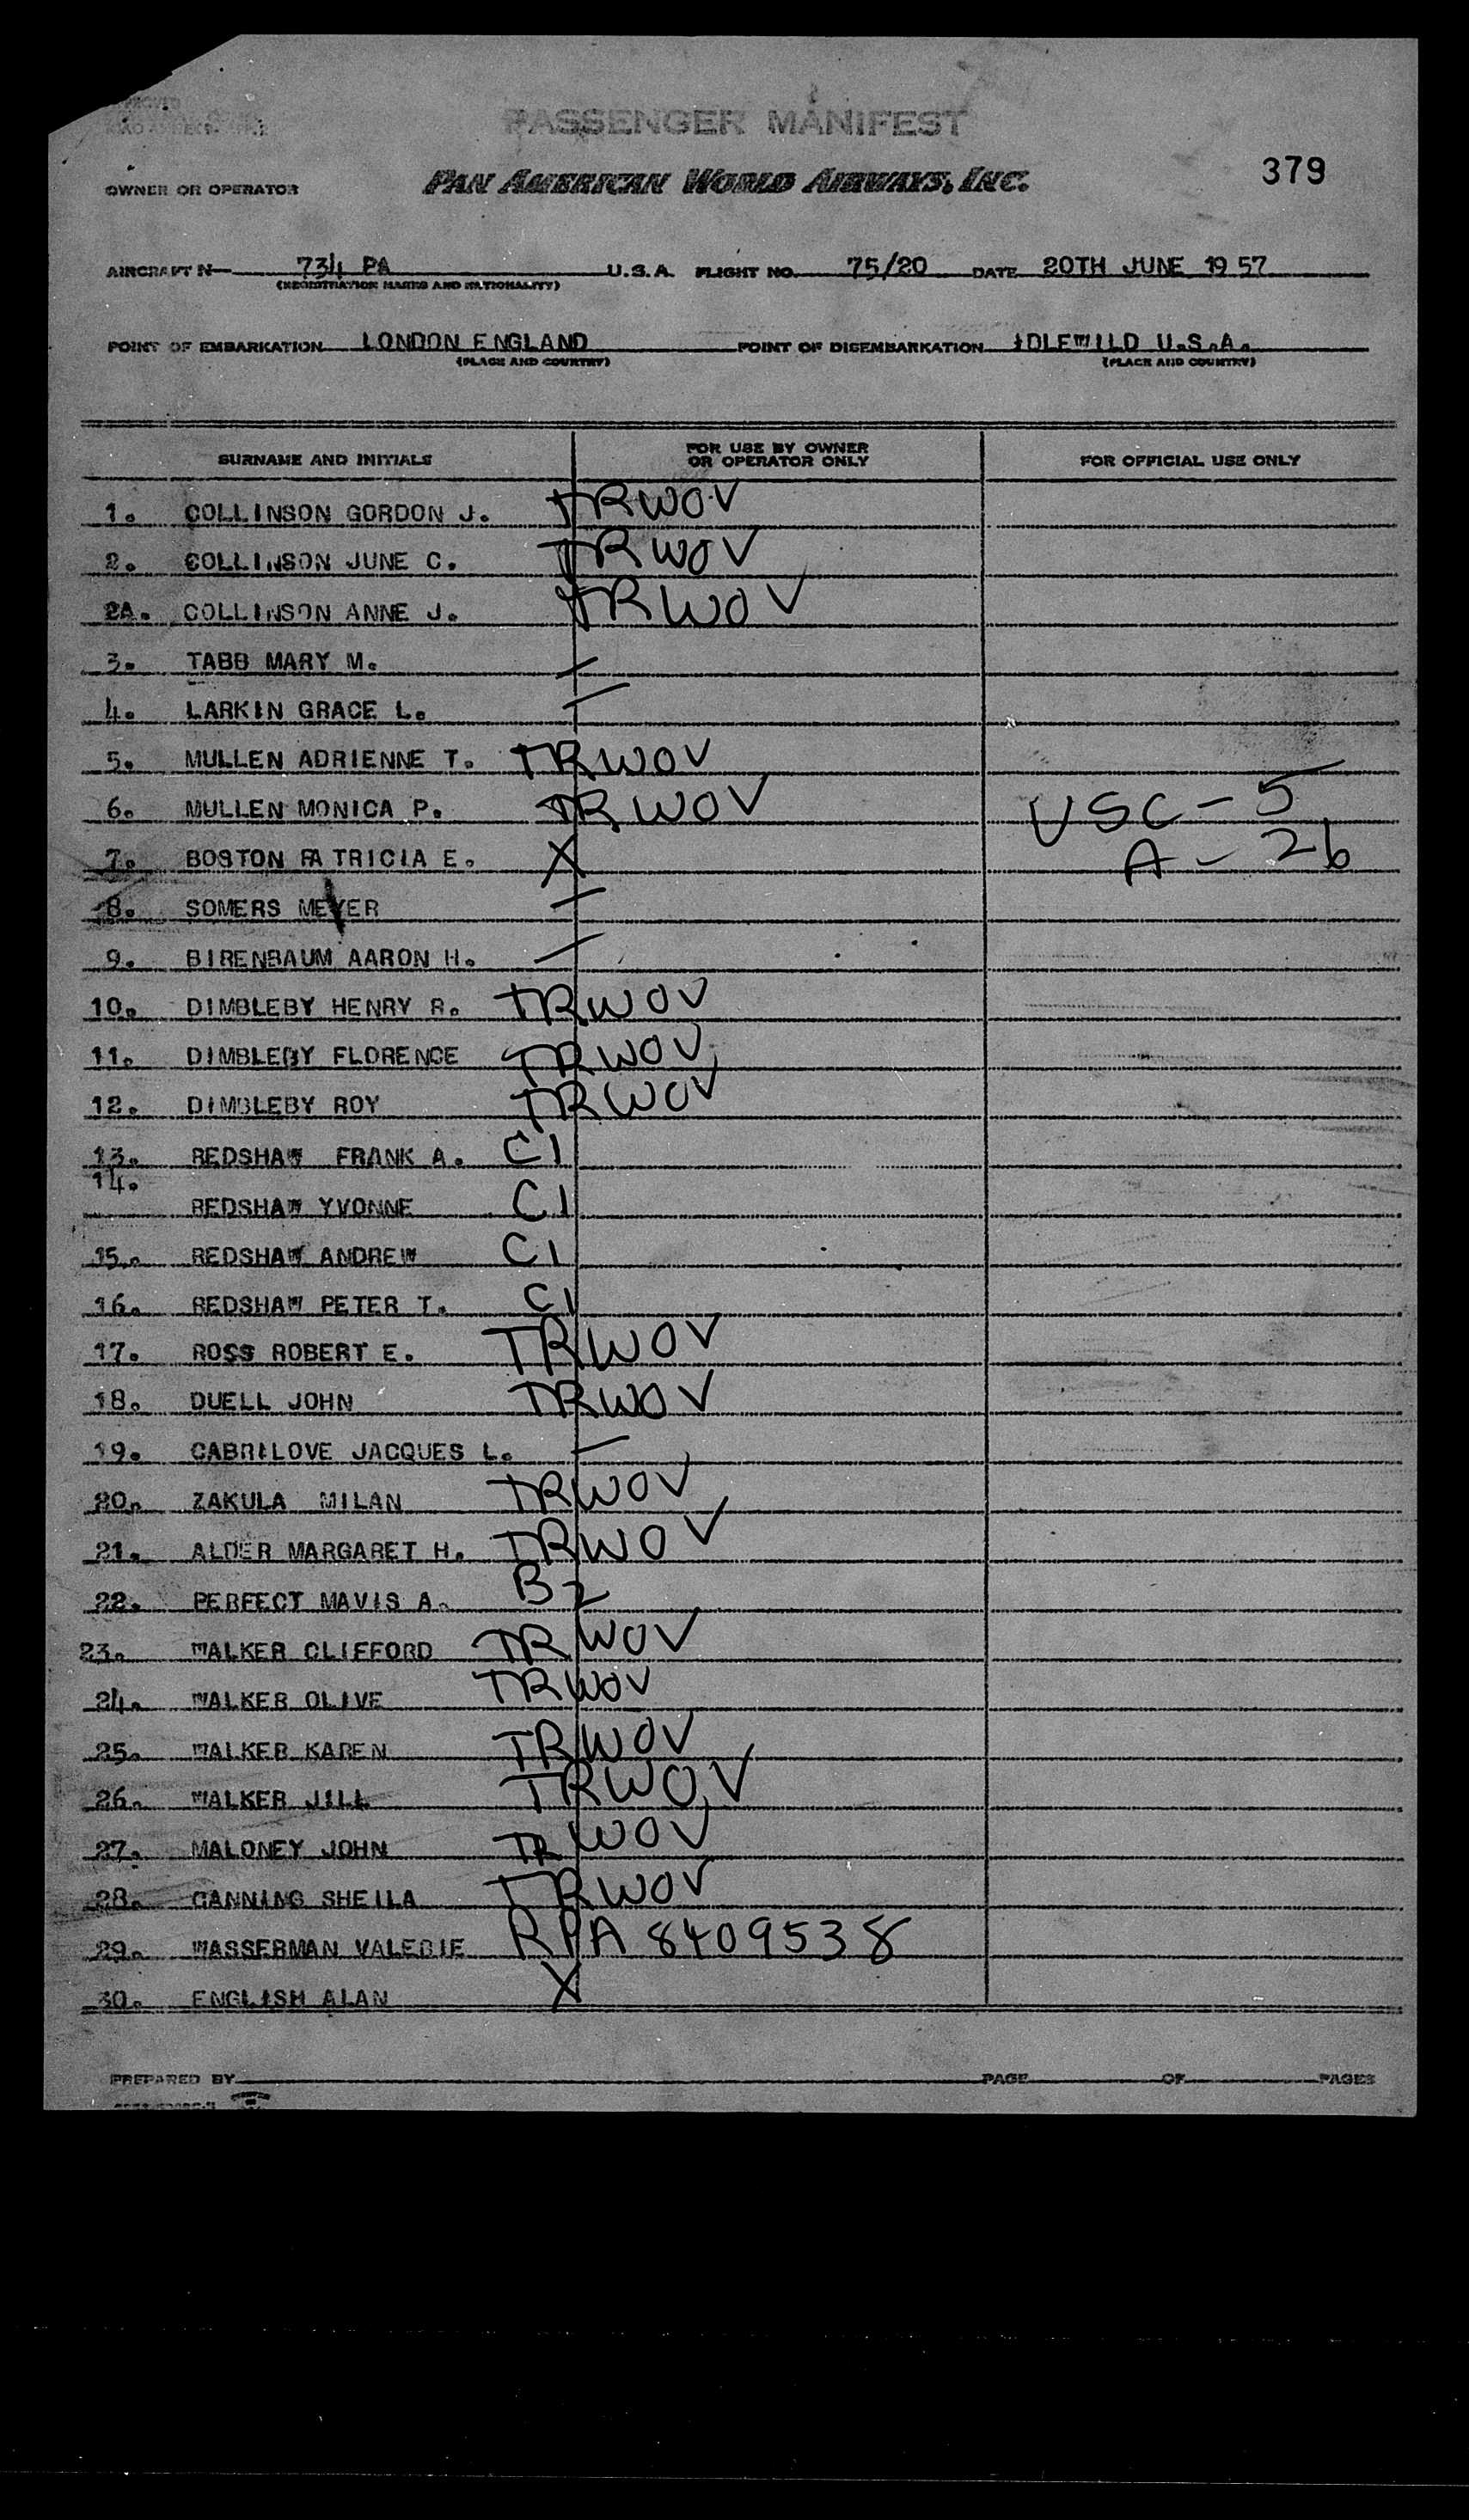 PASSENGER MANIFEST
379
OWNER OR OPERATOR PAN AMERICAN WORLD AIRWAYS, INC.
AIRCRAFT N— 734 PA U.S.A. FLIGHT NO. 75/20 DATE 20TH JUNE 19 57
(REGISTRATION MARKS AND NATIONALITY)
POINT OF EMBARKATION LONDON ENGLAND POINT OF DISEMBARKATION IDLEWILD U.S.A.
(PLACE AND COUNTRY) (PLACE AND COUNTRY)
SURNAME AND INITIALS FOR USE BY OWNER OR OPERATOR ONLY FOR OFFICIAL USE ONLY
1. COLLINSON GORDON J. TRWOV
2. COLLINSON JUNE C. TRWOV
2A. COLLINSON ANNE J. TRWOV
3. TABB MARY M. —
4. LARKIN GRACE L. —
5. MULLEN ADRIENNE T. TRWOV
6. MULLEN MONICA P. TRWOV USC - 5
7. BOSTON PATRICIA E. X A - 26
8. SOMERS MEYER —
9. BIRENBAUM AARON H. —
10. DIMBLEBY HENRY R. TRWOV
11. DIMBLEBY FLORENCE TRWOV
12. DIMBLEBY ROY TRWOV
13. REDSHAW FRANK A. C1
14. REDSHAW YVONNE C1
15. REDSHAW ANDREW C1
16. REDSHAW PETER T. C1
17. ROSS ROBERT E. TRWOV
18. DUELL JOHN TRWOV
19. CABRILOVE JACQUES L. —
20. ZAKULA MILAN TRWOV
21. ALDER MARGARET H. TRWOV
22. PERFECT MAVIS A. B2
23. WALKER CLIFFORD TRWOV
24. WALKER OLIVE TRWOV
25. WALKER KAREN TRWOV
26. WALKER JILL TRWOV
27. MALONEY JOHN TRWOV
28. CANNING SHEILA TRWOV
29. WASSERMAN VALERIE RPA 8409538
30. ENGLISH ALAN X
PREPARED BY PAGE OF PAGES